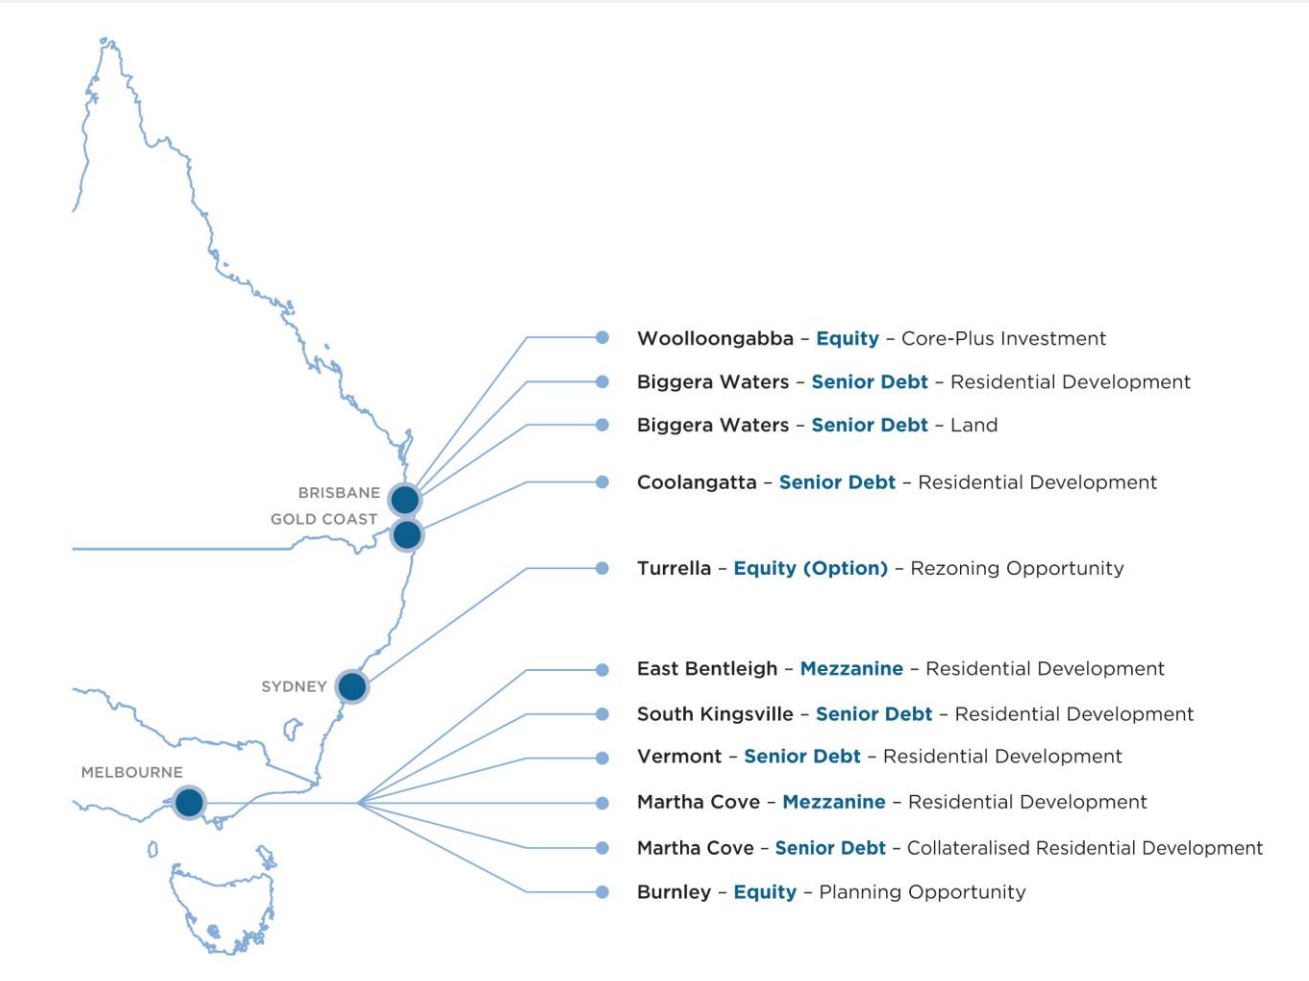 Woolloongabba – Equity – Core-Plus Investment
Biggera Waters – Senior Debt – Residential Development
Biggera Waters – Senior Debt – Land
Coolangatta – Senior Debt – Residential Development
BRISBANE
GOLD COAST
Turrella – Equity (Option) – Rezoning Opportunity
SYDNEY
East Bentleigh – Mezzanine – Residential Development
South Kingsville – Senior Debt – Residential Development
Vermont – Senior Debt – Residential Development
MELBOURNE
Martha Cove – Mezzanine – Residential Development
Martha Cove – Senior Debt – Collateralised Residential Development
Burnley – Equity – Planning Opportunity